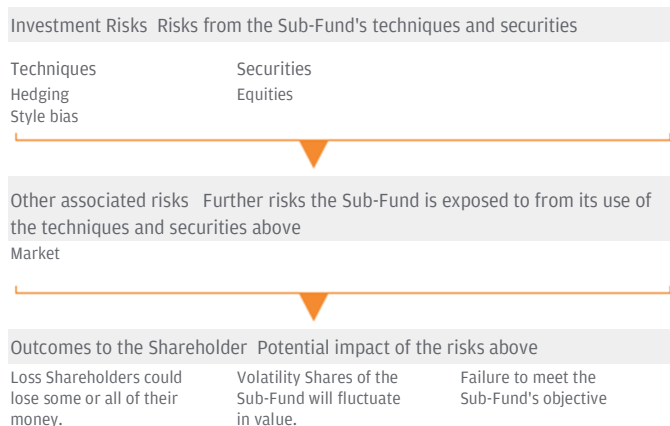 Investment Risks Risks from the Sub-Fund's techniques and securities
Techniques
Hedging
Style bias
Securities
Equities
Other associated risks Further risks the Sub-Fund is exposed to from its use of
the techniques and securities above
Market
Outcomes to the Shareholder Potential impact of the risks above
Loss Shareholders could
lose some or all of their
money.
Volatility Shares of the
Sub-Fund will fluctuate
in value.
Failure to meet the
Sub-Fund's objective